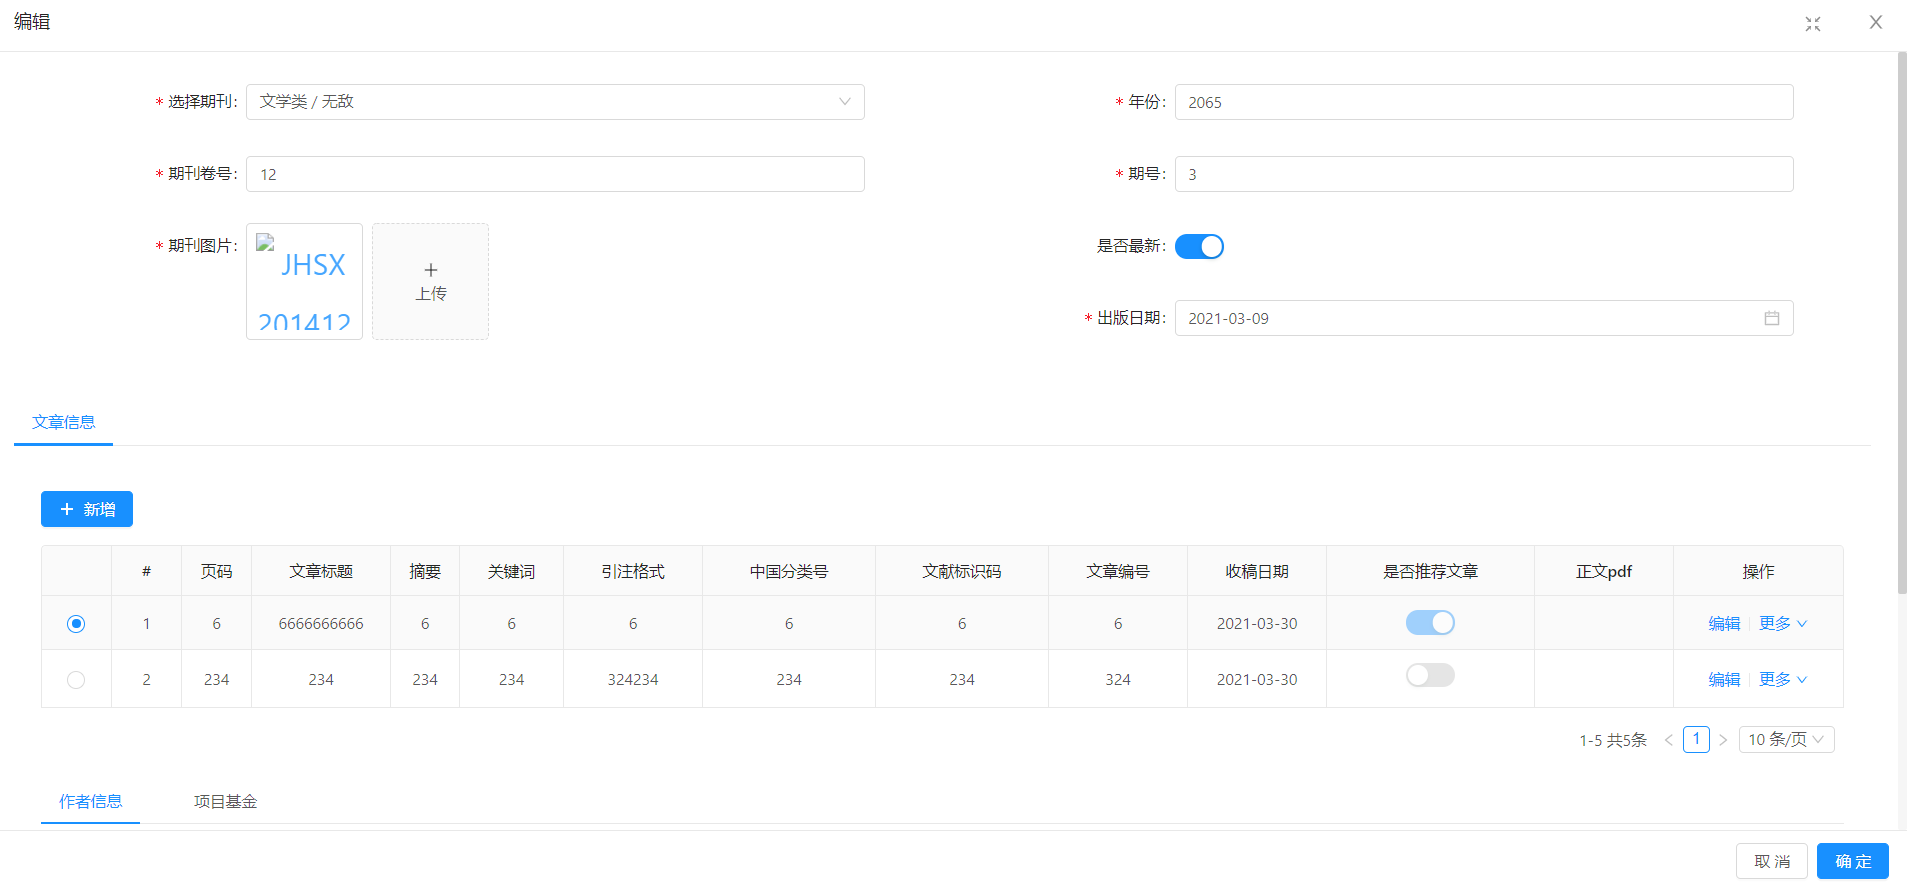 编辑
* 选择期刊: 文学类 / 无敌
* 年份: 2065
* 期刊卷号: 12
* 期号: 3
* 期刊图片: JHSX
201412
+
上传
是否最新:
* 出版日期: 2021-03-09
文章信息
+ 新增
# 页码 文章标题 摘要 关键词 引注格式 中国分类号 文献标识码 文章编号 收稿日期 是否推荐文章 正文pdf 操作
1 6 6666666666 6 6 6 6 6 6 2021-03-30 编辑 更多
2 234 234 234 234 324234 234 234 324 2021-03-30 编辑 更多
1-5 共5条 < 1 > 10 条/页
作者信息 项目基金
取 消 确 定